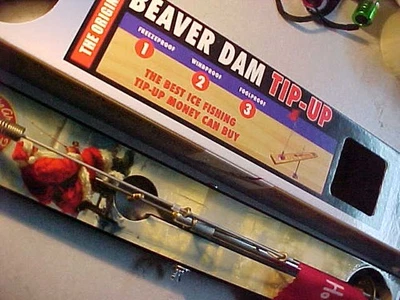 THE ORIGINAL
BEAVER DAM TIP-UP
FREEZEPROOF
1
WINDPROOF
2
FOOLPROOF
3
THE BEST ICE FISHING
TIP-UP MONEY CAN BUY
Ho